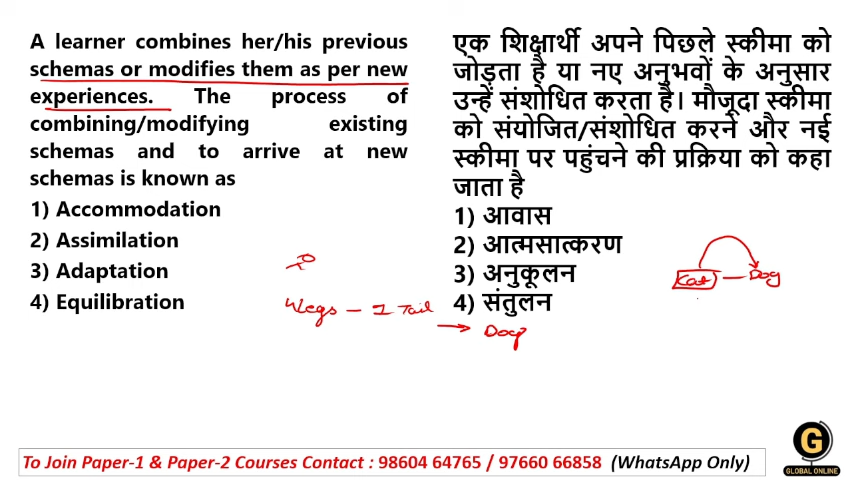 A learner combines her/his previous
schemas or modifies them as per new
experiences. The process of
combining/modifying existing
schemas and to arrive at new
schemas is known as
1) Accommodation
2) Assimilation
3) Adaptation
4) Equilibration
एक शिक्षार्थी अपने पिछले स्कीमा को
जोड़ता है या नए अनुभवों के अनुसार
उन्हें संशोधित करता है। मौजूदा स्कीमा
को संयोजित/संशोधित करने और नई
स्कीमा पर पहुंचने की प्रक्रिया को कहा
जाता है
1) आवास
2) आत्मसात्करण
3) अनुकूलन
4) संतुलन
Cat — Dog
1 Tail
Dog
G
GLOBAL ONLINE
To Join Paper-1 & Paper-2 Courses Contact : 98604 64765 / 97660 66858 (WhatsApp Only)